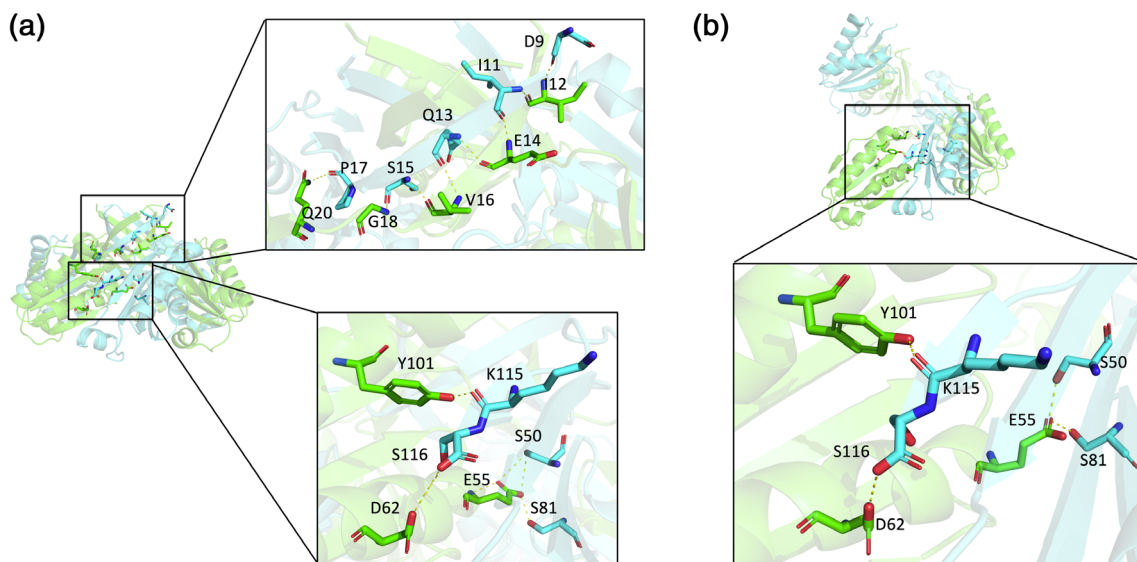 (a)
D9
I11
I12
Q13
E14
P17
S15
V16
Q20
G18
Y101
K115
S50
S116
E55
D62
S81
(b)
Y101
S50
K115
E55
S116
S81
D62